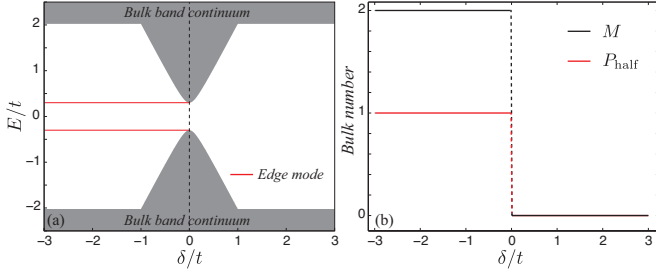 Bulk band continuum
2
1
0
−1
−2
E/t
Edge mode
(a)
Bulk band continuum
−3
−2
−1
0
1
2
3
δ/t
2
1
0
Bulk number
M
P_half
(b)
−3
−2
−1
0
1
2
3
δ/t